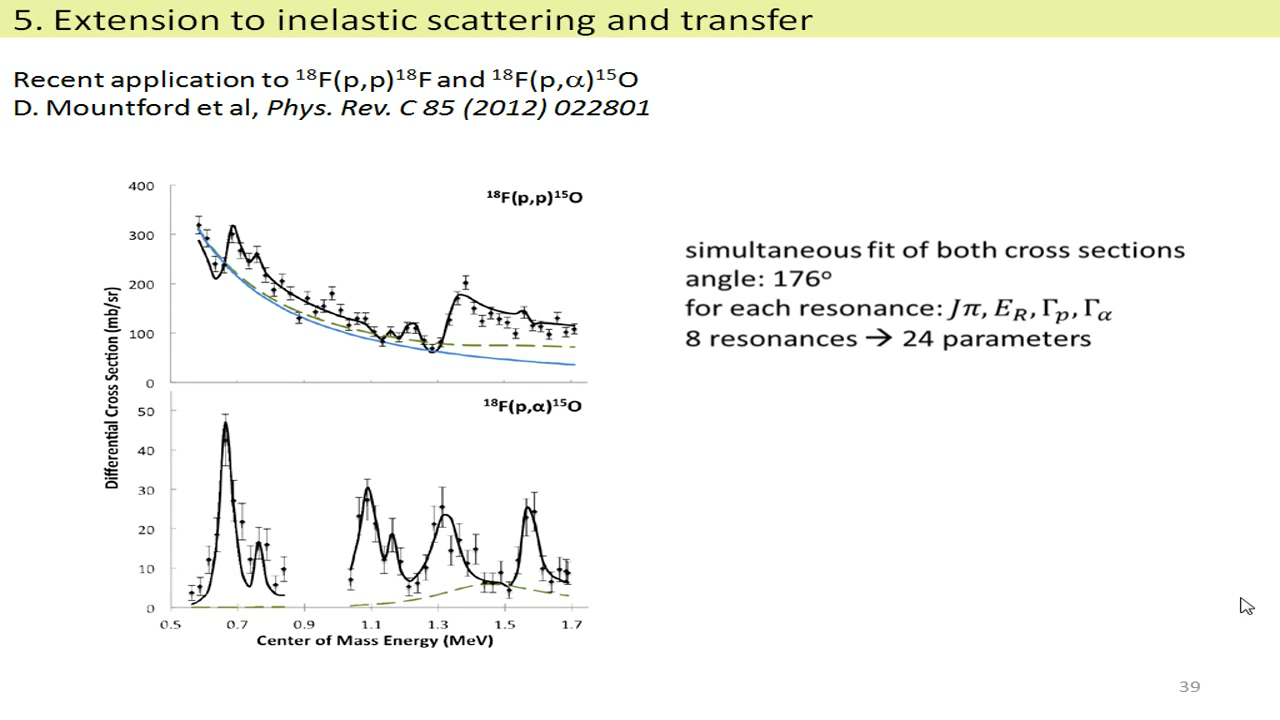 5. Extension to inelastic scattering and transfer
Recent application to ¹⁸F(p,p)¹⁸F and ¹⁸F(p,α)¹⁵O
D. Mountford et al, Phys. Rev. C 85 (2012) 022801
400
300
200
100
0
¹⁸F(p,p)¹⁵O
50
40
30
20
10
0
¹⁸F(p,α)¹⁵O
Differential Cross Section (mb/sr)
0.5 0.7 0.9 1.1 1.3 1.5 1.7
Center of Mass Energy (MeV)
simultaneous fit of both cross sections
angle: 176°
for each resonance: Jπ, E_R, Γ_p, Γ_α
8 resonances → 24 parameters
39